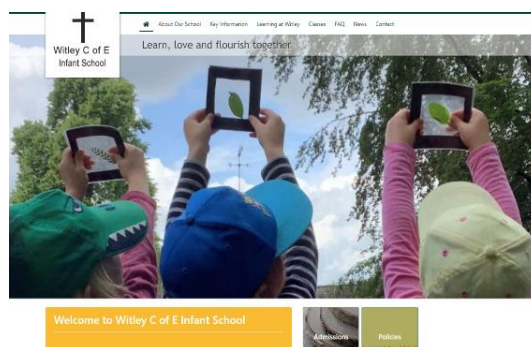 Witley C of E
Infant School
About Our School Key Information Learning at Witley Classes FAQ News Contact
Learn, love and flourish together
Welcome to Witley C of E Infant School
Admissions
Policies